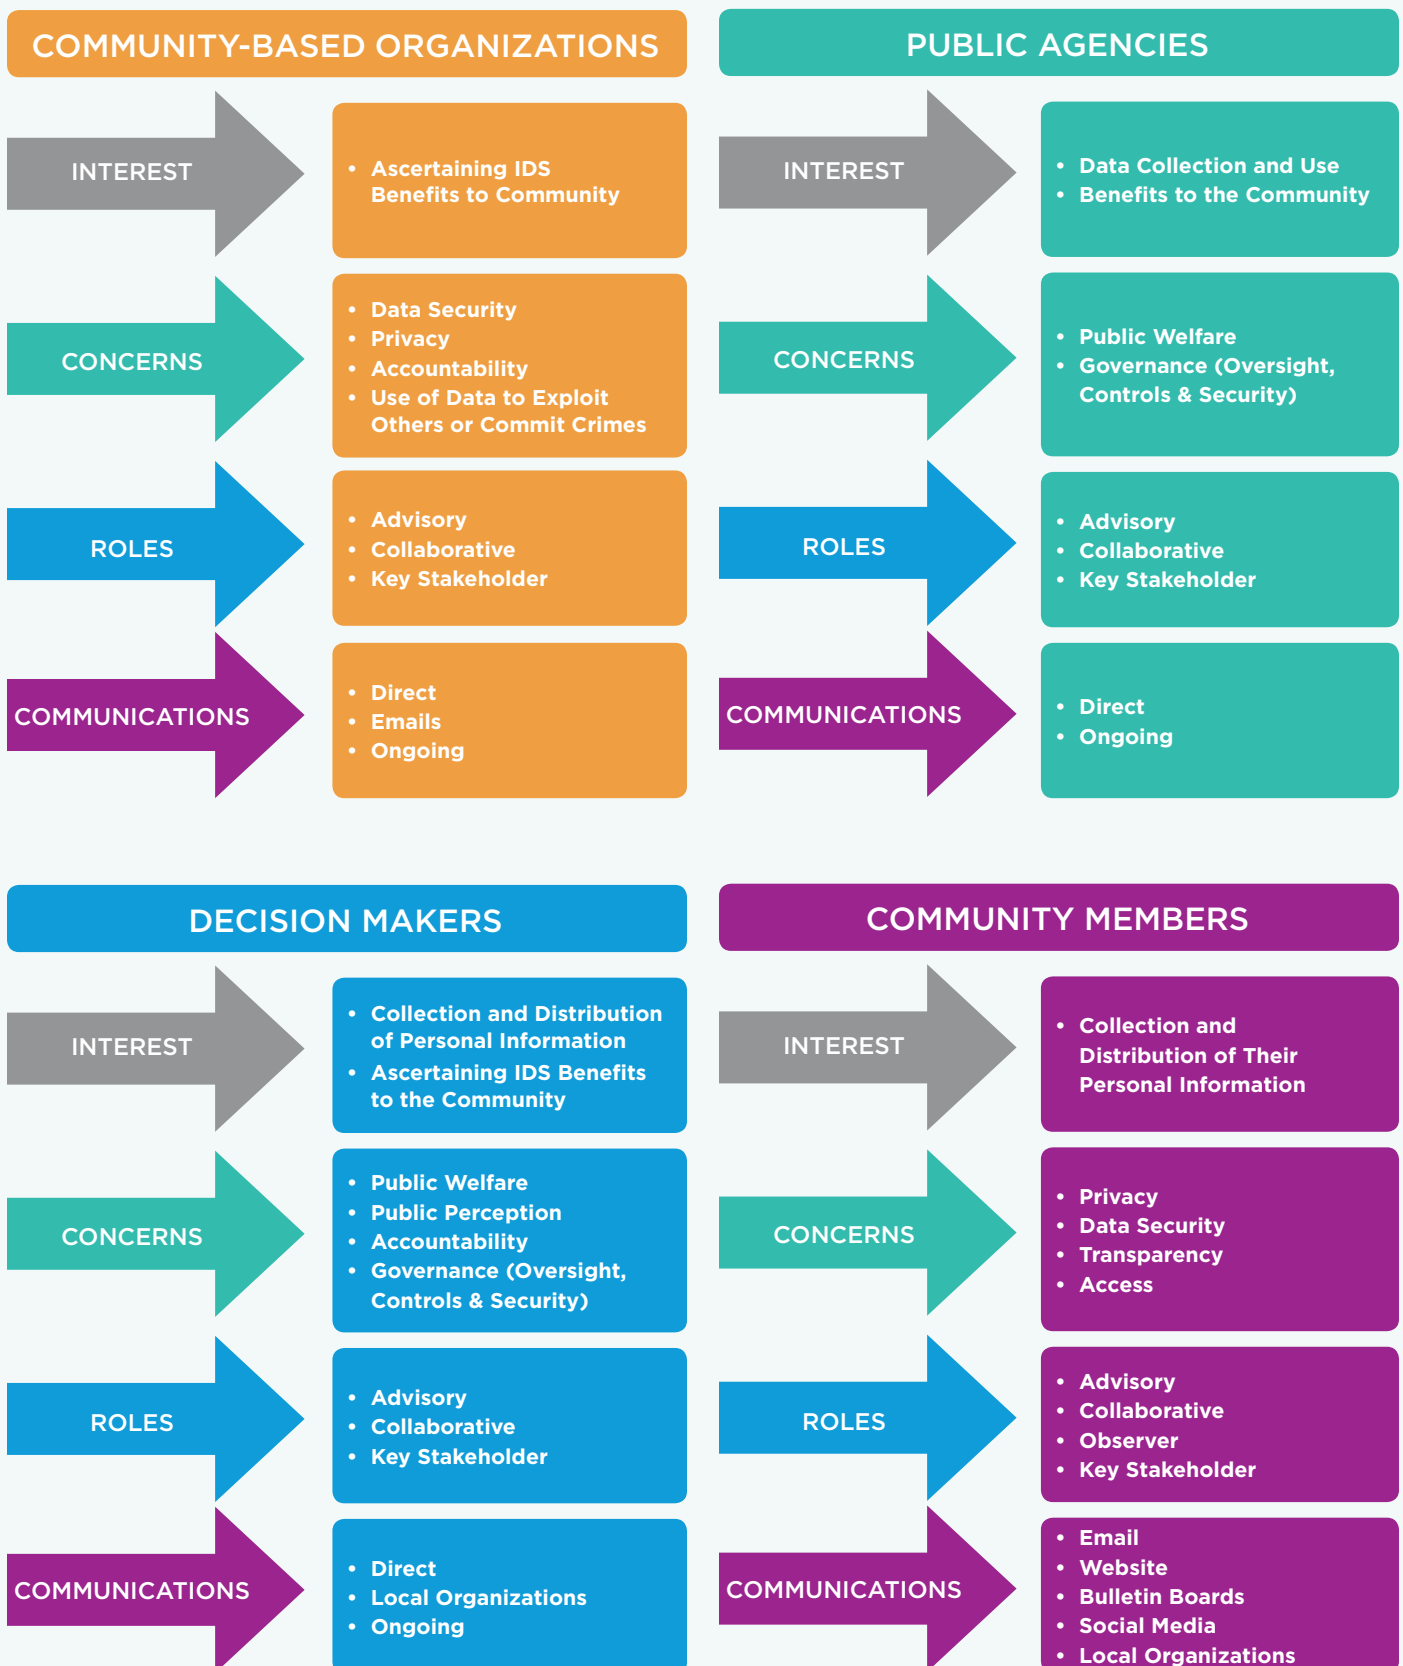 COMMUNITY-BASED ORGANIZATIONS
INTEREST
• Ascertaining IDS
Benefits to Community
CONCERNS
• Data Security
• Privacy
• Accountability
• Use of Data to Exploit
Others or Commit Crimes
ROLES
• Advisory
• Collaborative
• Key Stakeholder
COMMUNICATIONS
• Direct
• Emails
• Ongoing
PUBLIC AGENCIES
INTEREST
• Data Collection and Use
• Benefits to the Community
CONCERNS
• Public Welfare
• Governance (Oversight,
Controls & Security)
ROLES
• Advisory
• Collaborative
• Key Stakeholder
COMMUNICATIONS
• Direct
• Ongoing
DECISION MAKERS
INTEREST
• Collection and Distribution
of Personal Information
• Ascertaining IDS Benefits
to the Community
CONCERNS
• Public Welfare
• Public Perception
• Accountability
• Governance (Oversight,
Controls & Security)
ROLES
• Advisory
• Collaborative
• Key Stakeholder
COMMUNICATIONS
• Direct
• Local Organizations
• Ongoing
COMMUNITY MEMBERS
INTEREST
• Collection and
Distribution of Their
Personal Information
CONCERNS
• Privacy
• Data Security
• Transparency
• Access
ROLES
• Advisory
• Collaborative
• Observer
• Key Stakeholder
COMMUNICATIONS
• Email
• Website
• Bulletin Boards
• Social Media
• Local Organizations